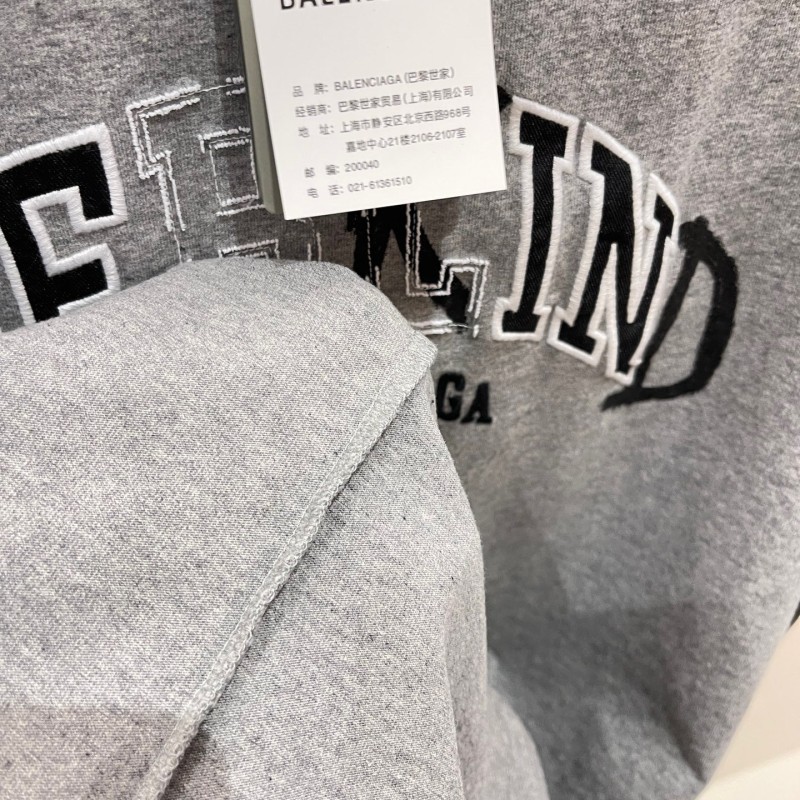 品 牌: BALENCIAGA (巴黎世家)
经销商: 巴黎世家贸易(上海)有限公司
地 址: 上海市静安区北京西路968号
嘉地中心21楼2106-2107室
邮 编: 200040
电 话: 021-61361510